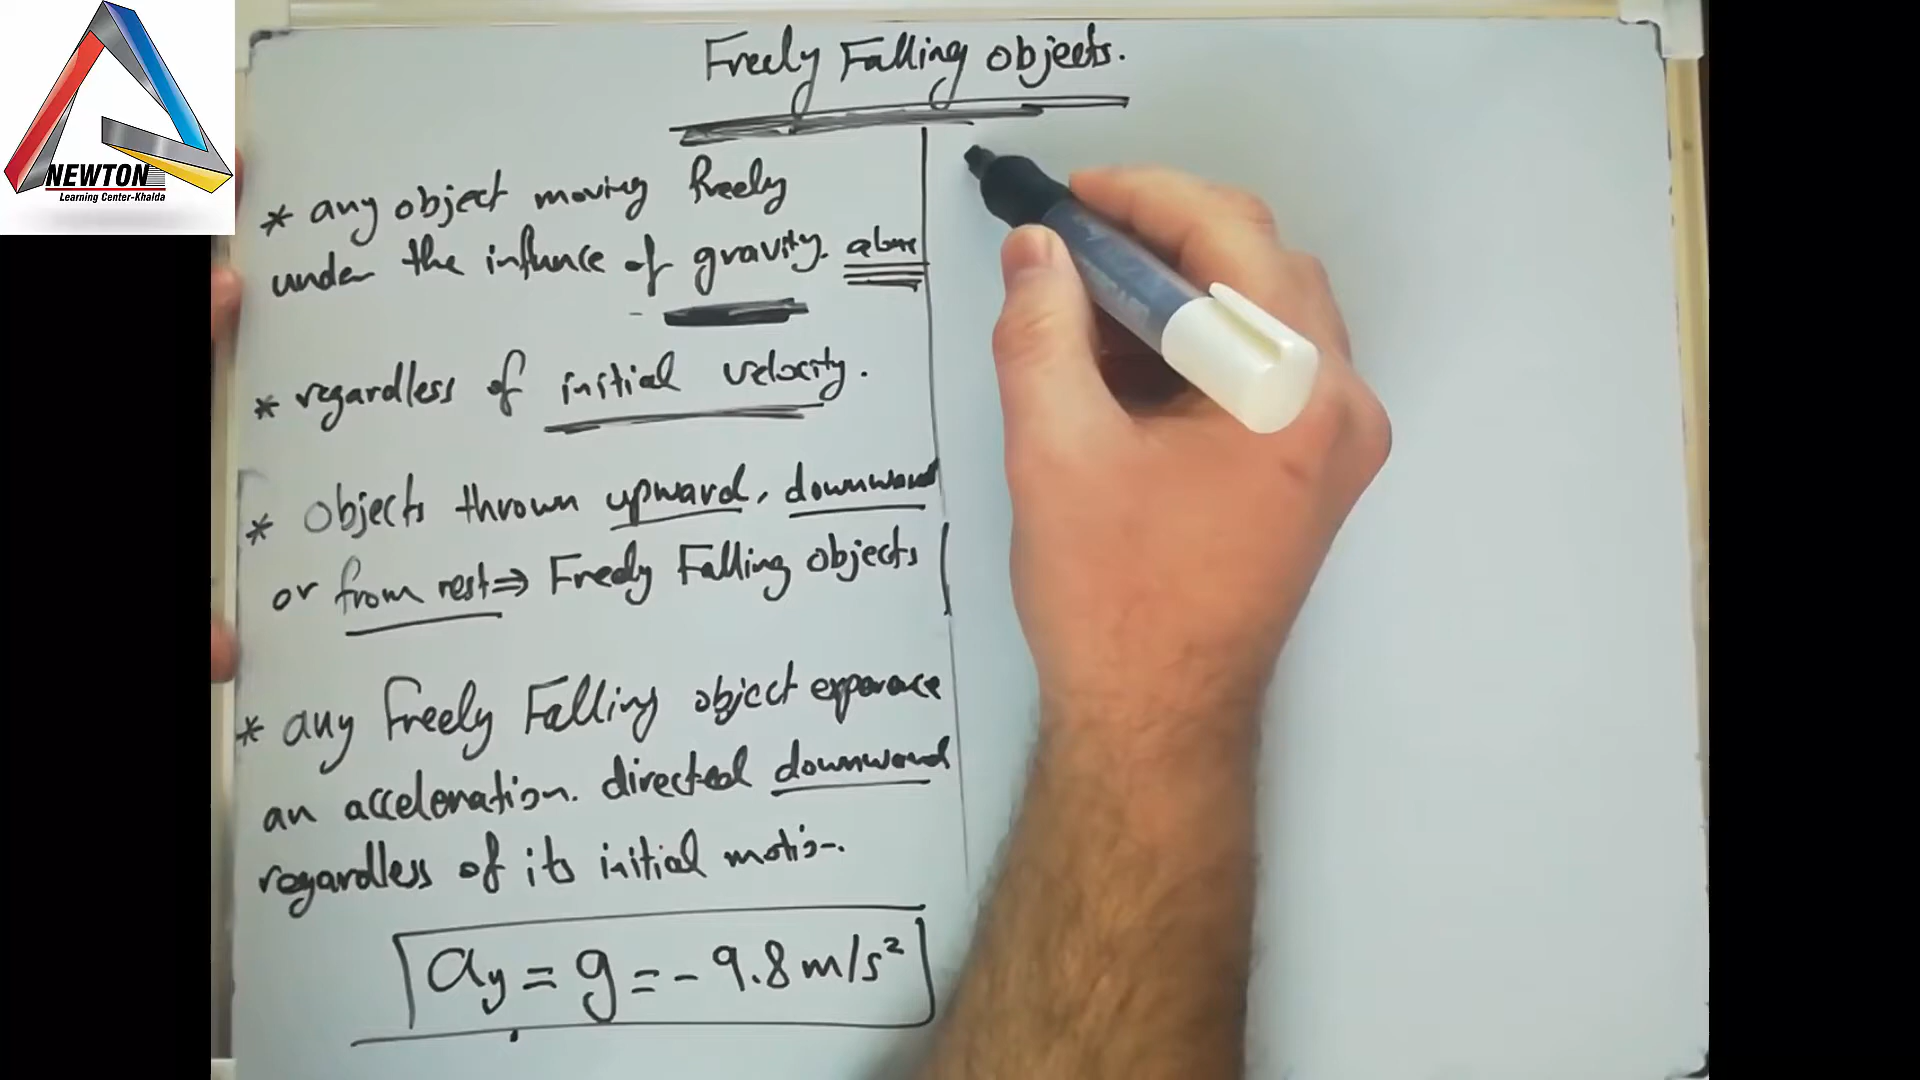 NEWTON
Learning Center-Khalda
Freely Falling objects.
* any object moving freely
under the influnce of gravity. alone
* regardless of initial velocity.
* Objects thrown upward, downward
or from rest ⇒ Freely Falling objects
* any Freely Falling object
an acceleration. directed downward
regardless of its initial motion.
ay = g = - 9.8 m/s²